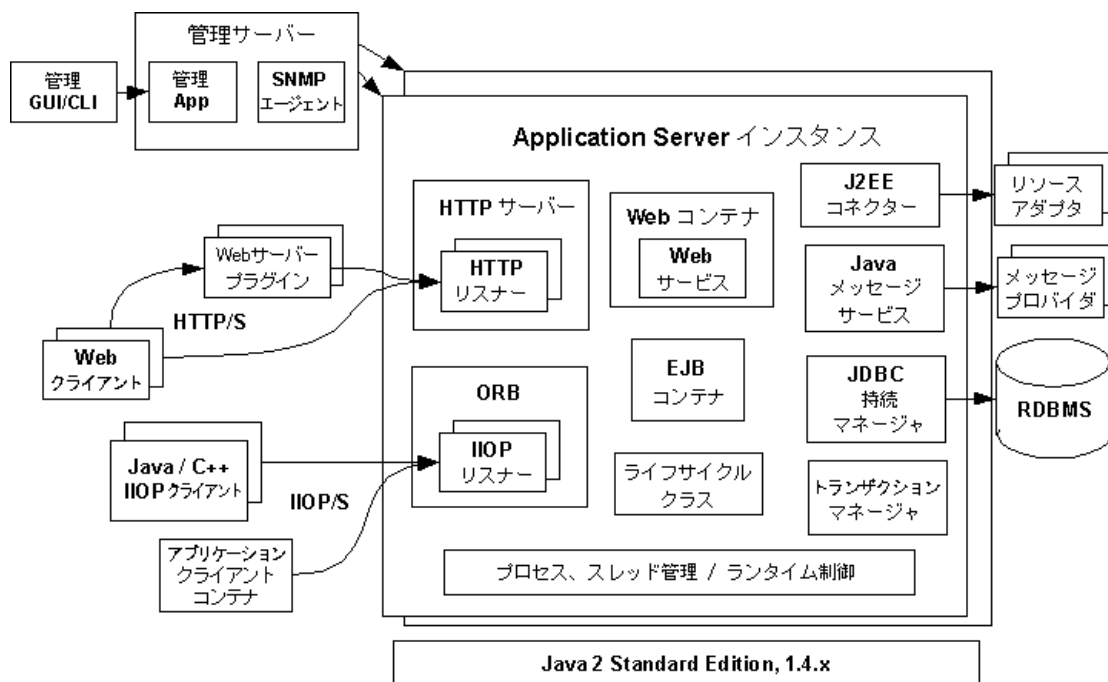 管理サーバー
管理
GUI/CLI
管理
App
SNMP
エージェント
Application Server インスタンス
HTTP サーバー
HTTP
リスナー
Web コンテナ
Web
サービス
J2EE
コネクター
リソース
アダプタ
Webサーバー
プラグイン
HTTP/S
Web
クライアント
Java
メッセージ
サービス
メッセージ
プロバイダ
EJB
コンテナ
JDBC
持続
マネージャ
RDBMS
ORB
IIOP
リスナー
Java / C++
IIOP クライアント
IIOP/S
ライフサイクル
クラス
トランザクション
マネージャ
アプリケーション
クライアント
コンテナ
プロセス、スレッド管理 / ランタイム制御
Java 2 Standard Edition, 1.4.x